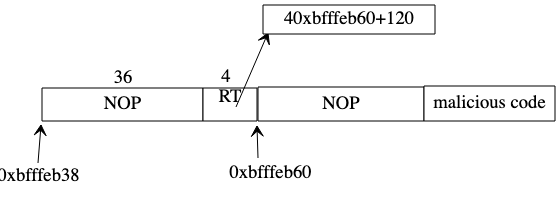 40xbfffeb60+120
36
4
NOP
RT
NOP
malicious code
0xbfffeb38
0xbfffeb60